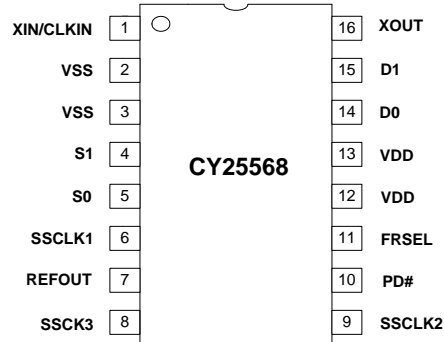 XIN/CLKIN 1 16 XOUT
VSS 2 15 D1
VSS 3 14 D0
S1 4 CY25568 13 VDD
S0 5 12 VDD
SSCLK1 6 11 FRSEL
REFOUT 7 10 PD#
SSCK3 8 9 SSCLK2